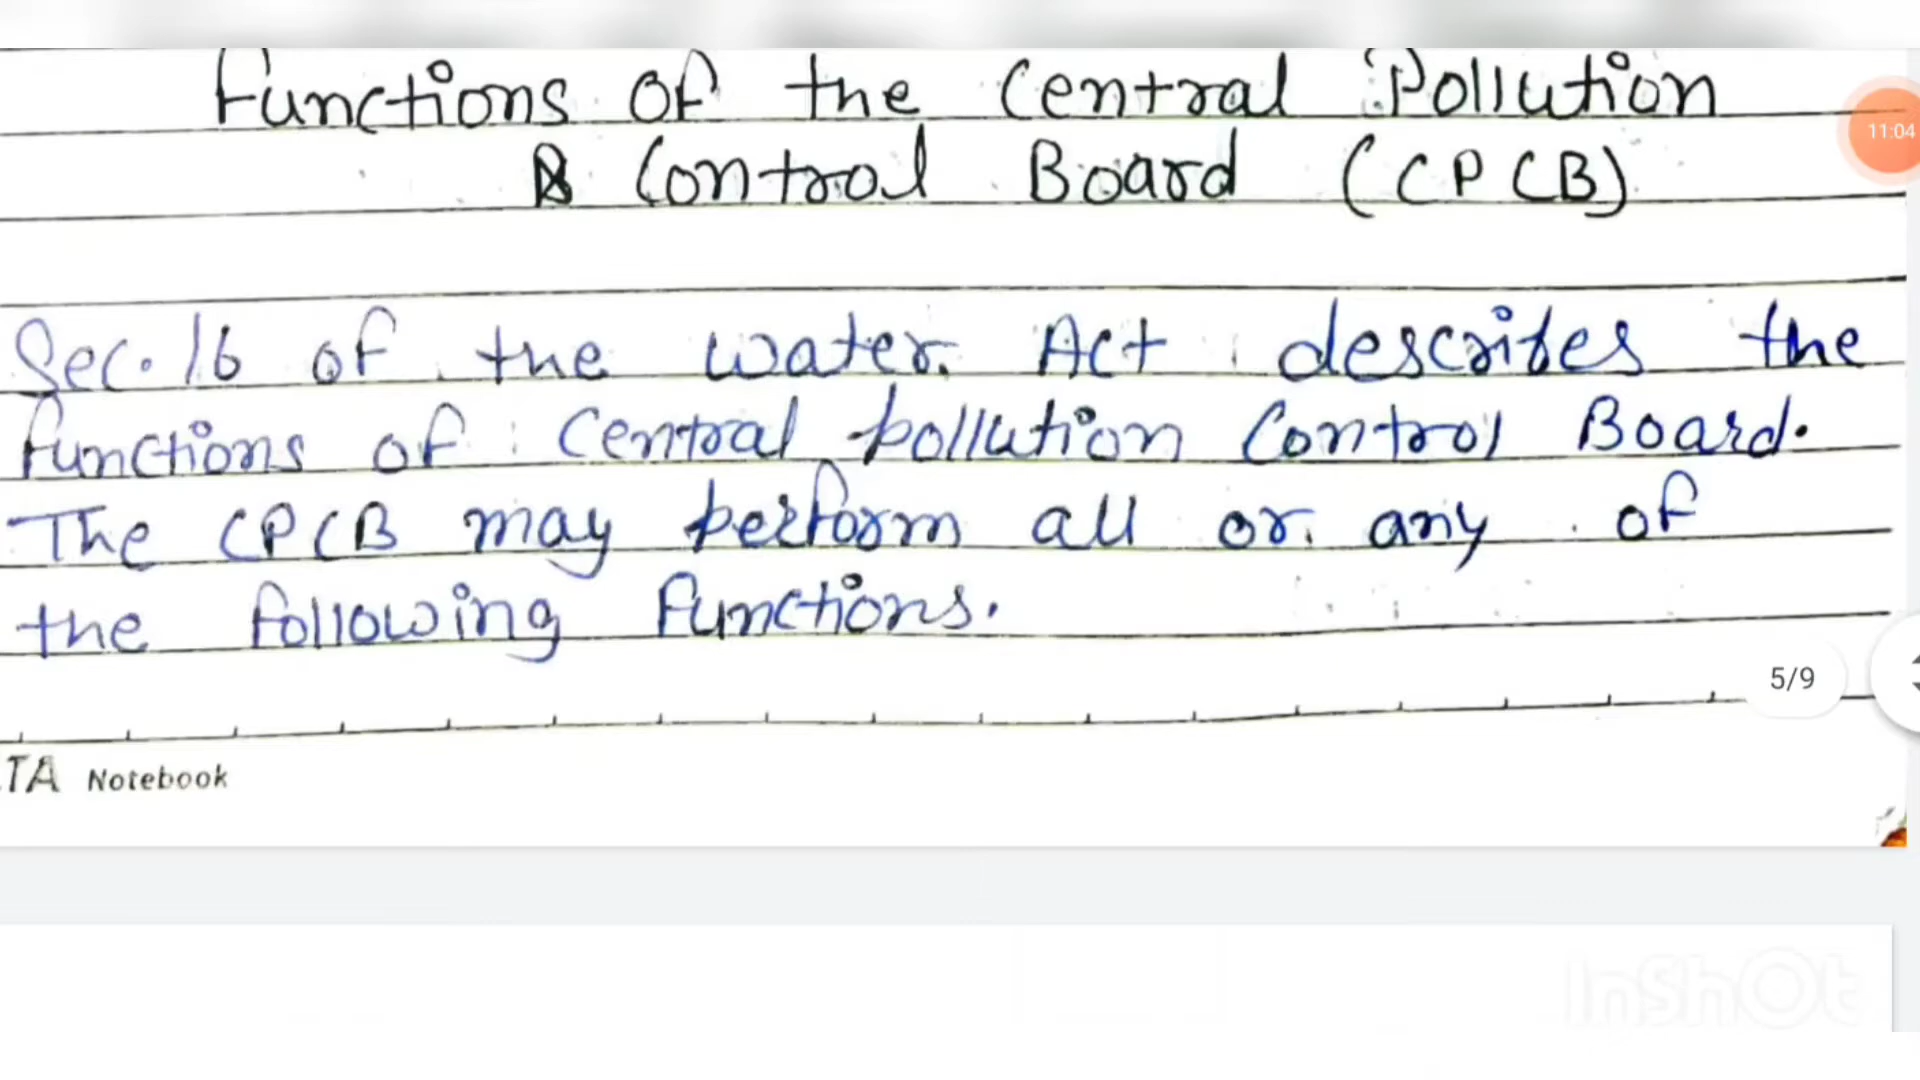 Functions of the Central Pollution
Control Board (CPCB)
11:04
Sec. 16 of the water Act describes the
functions of Central pollution Control Board.
The CPCB may perform all or any of
the following functions.
5/9
TA Notebook
InShOt